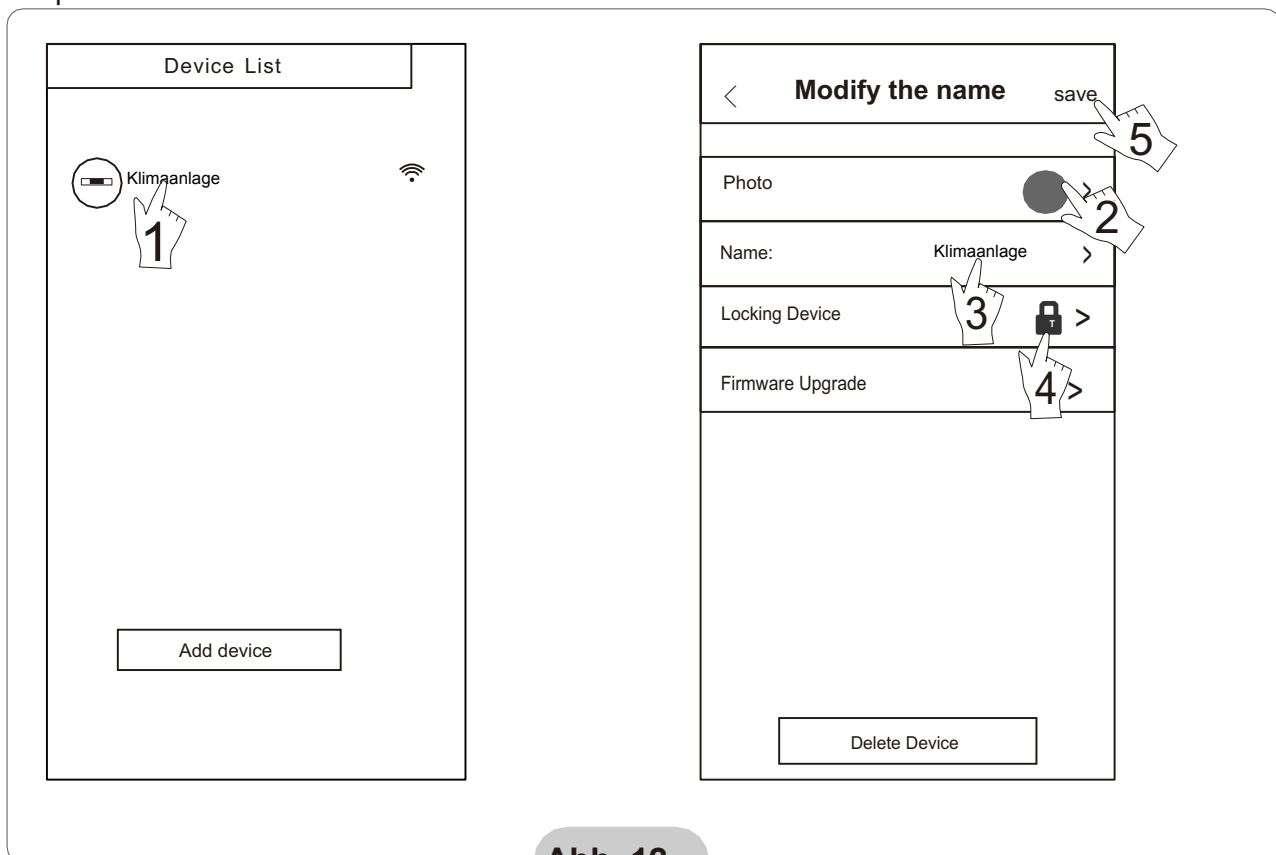 Device List
Klimaanlage
1
Add device
< Modify the name save
5
Photo >
2
Name: Klimaanlage >
3
Locking Device T >
4
Firmware Upgrade >
Delete Device